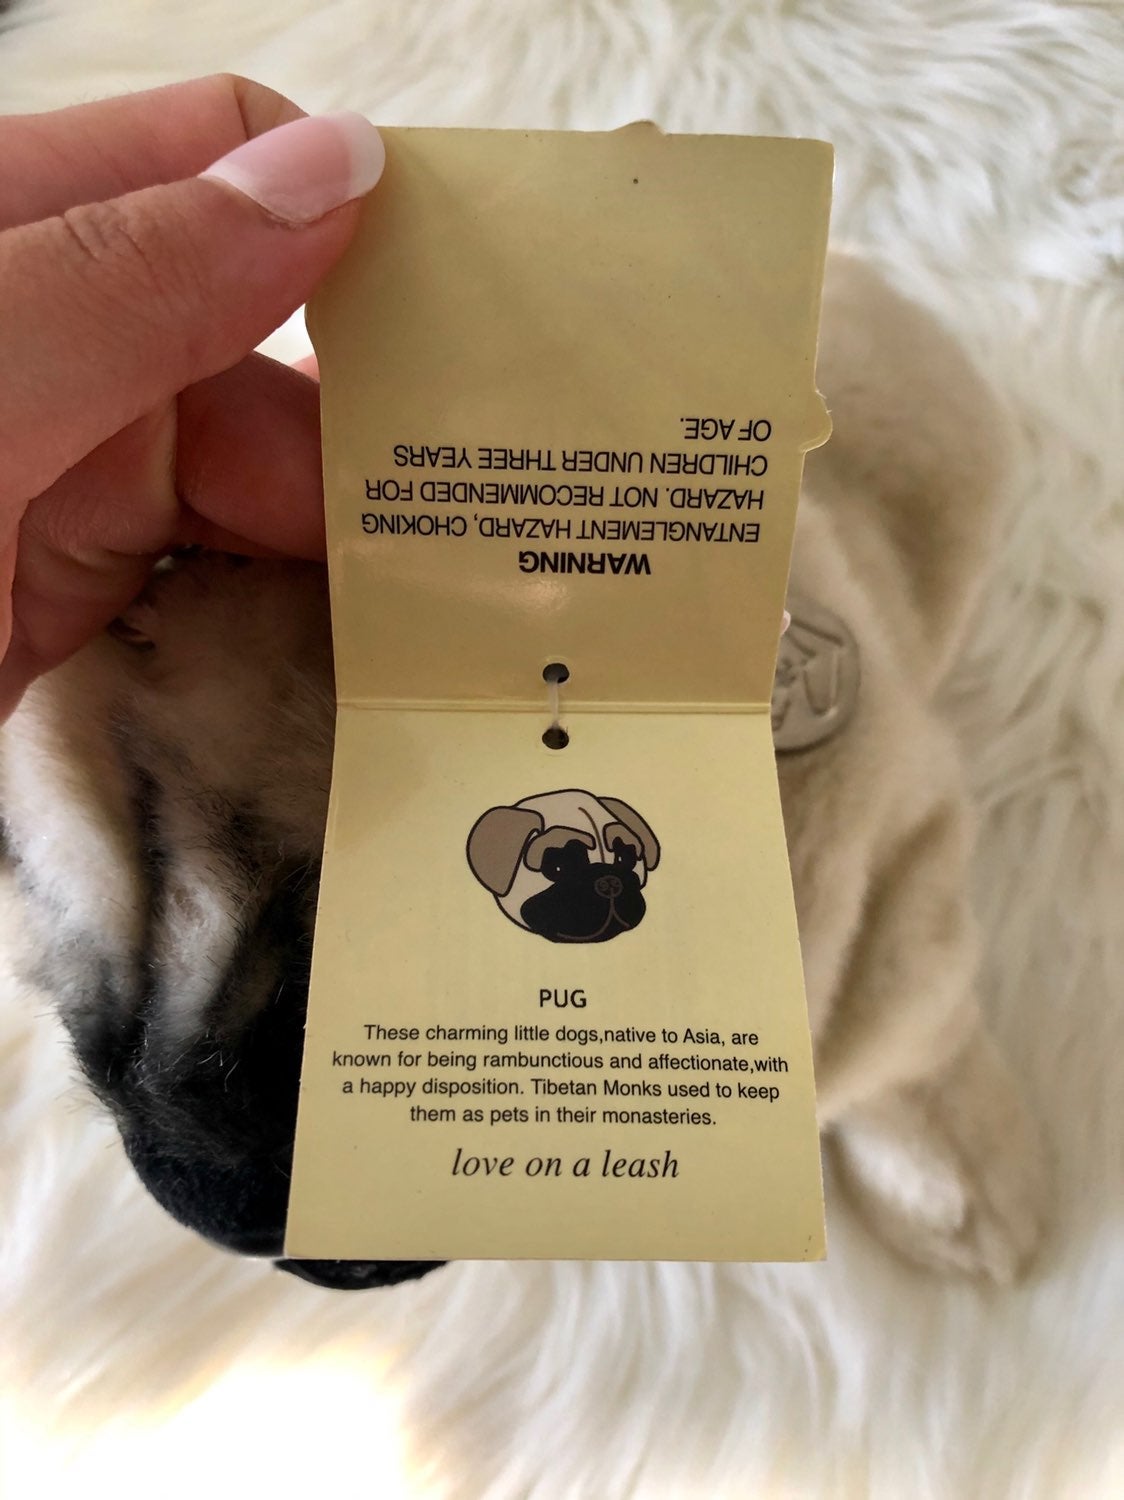 WARNING
ENTANGLEMENT HAZARD, CHOKING
HAZARD. NOT RECOMMENDED FOR
CHILDREN UNDER THREE YEARS
OF AGE.
PUG
These charming little dogs,native to Asia, are
known for being rambunctious and affectionate,with
a happy disposition. Tibetan Monks used to keep
them as pets in their monasteries.
love on a leash